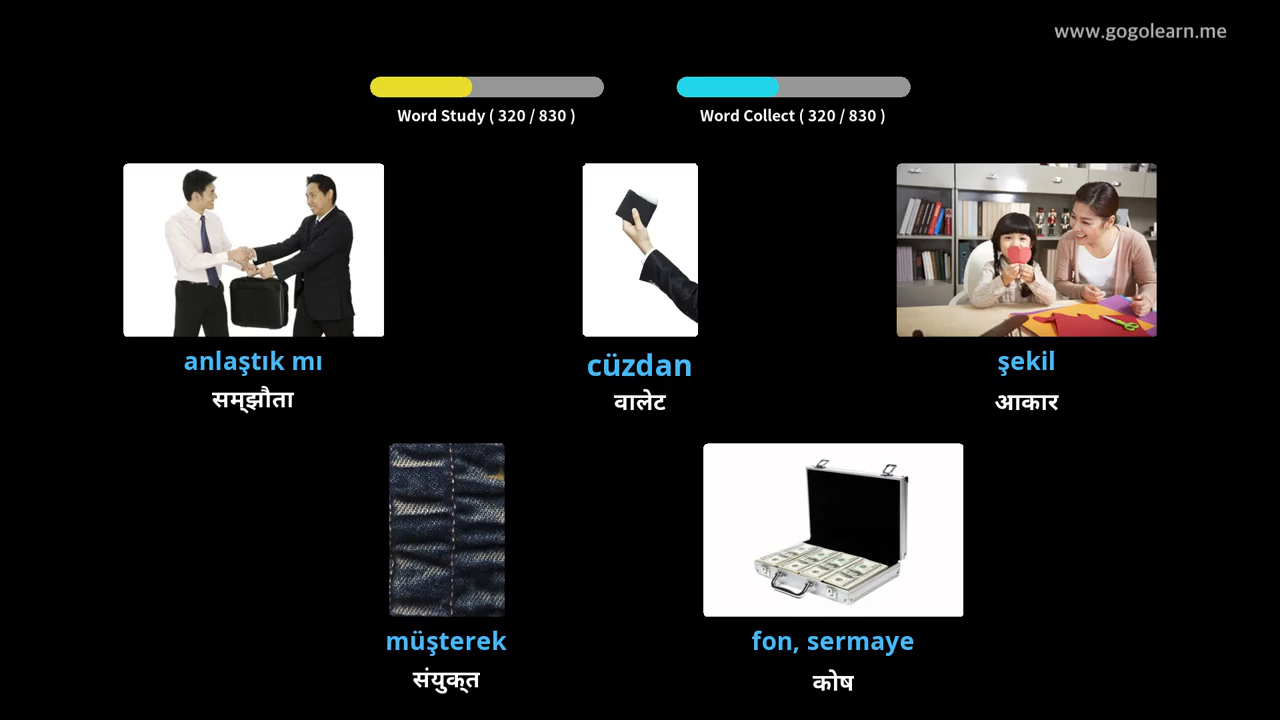 www.gogolearn.me
Word Study ( 320 / 830 )
Word Collect ( 320 / 830 )
anlaştık mı
सम्झौता
cüzdan
वालेट
şekil
आकार
müşterek
संयुक्त
fon, sermaye
कोष